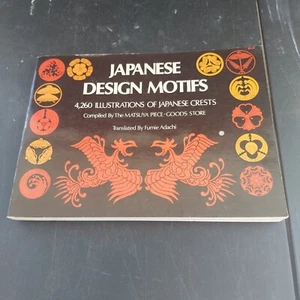 JAPANESE
DESIGN MOTIFS
4,260 ILLUSTRATIONS OF JAPANESE CRESTS
Compiled By The MATSUYA PIECE-GOODS STORE
Translated By Fumie Adachi